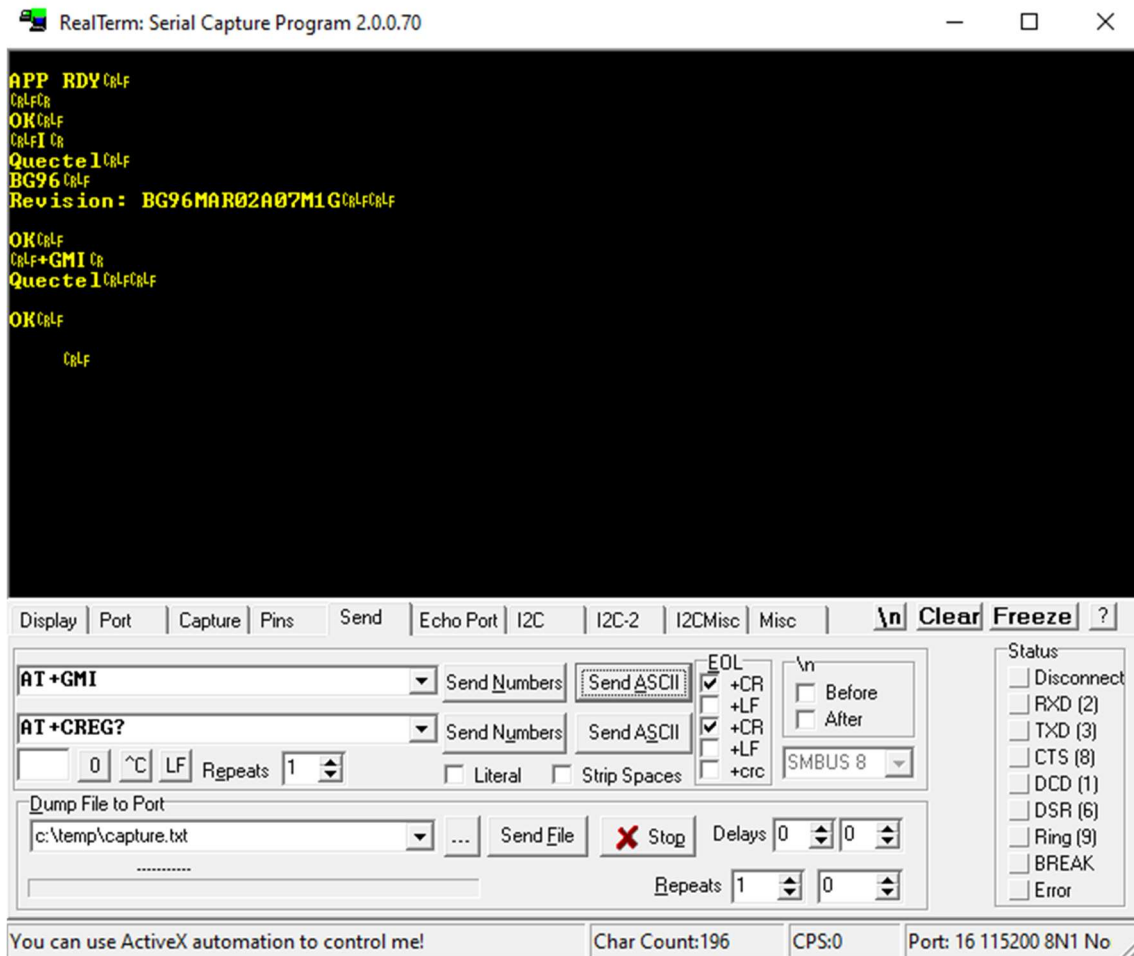 RealTerm: Serial Capture Program 2.0.0.70
APP RDYCRLF
CRLFCR
OKCRLF
CRLFI CR
QuectelCRLF
BG96CRLF
Revision: BG96MAR02A07M1GCRLFCRLF
OKCRLF
CRLF+GMICR
QuectelCRLFCRLF
OKCRLF
CRLF
Display Port Capture Pins Send Echo Port I2C I2C-2 I2CMisc Misc \n Clear Freeze ?
EOL \n Status
AT+GMI Send Numbers Send ASCII +CR Before Disconnect
+LF RXD (2)
AT+CREG? Send Numbers Send ASCII +CR After TXD (3)
+LF CTS (8)
0 ^C LF Repeats 1 Literal Strip Spaces +crc SMBUS 8 DCD (1)
Dump File to Port DSR (6)
c:\temp\capture.txt ... Send File Stop Delays 0 0 Ring (9)
BREAK
Repeats 1 0 Error
You can use ActiveX automation to control me! Char Count:196 CPS:0 Port: 16 115200 8N1 No